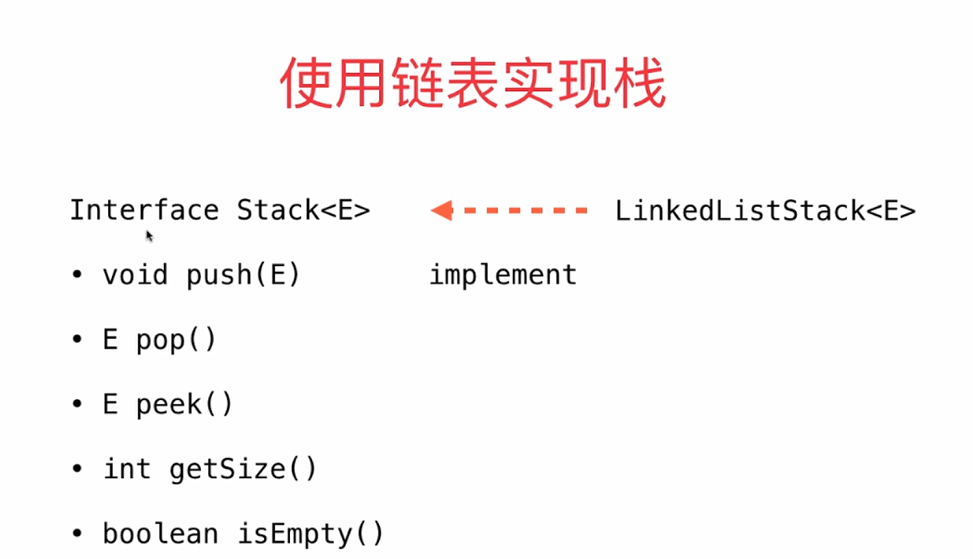 使用链表实现栈
Interface Stack<E>
LinkedListStack<E>
• void push(E)
implement
• E pop()
• E peek()
• int getSize()
• boolean isEmpty()